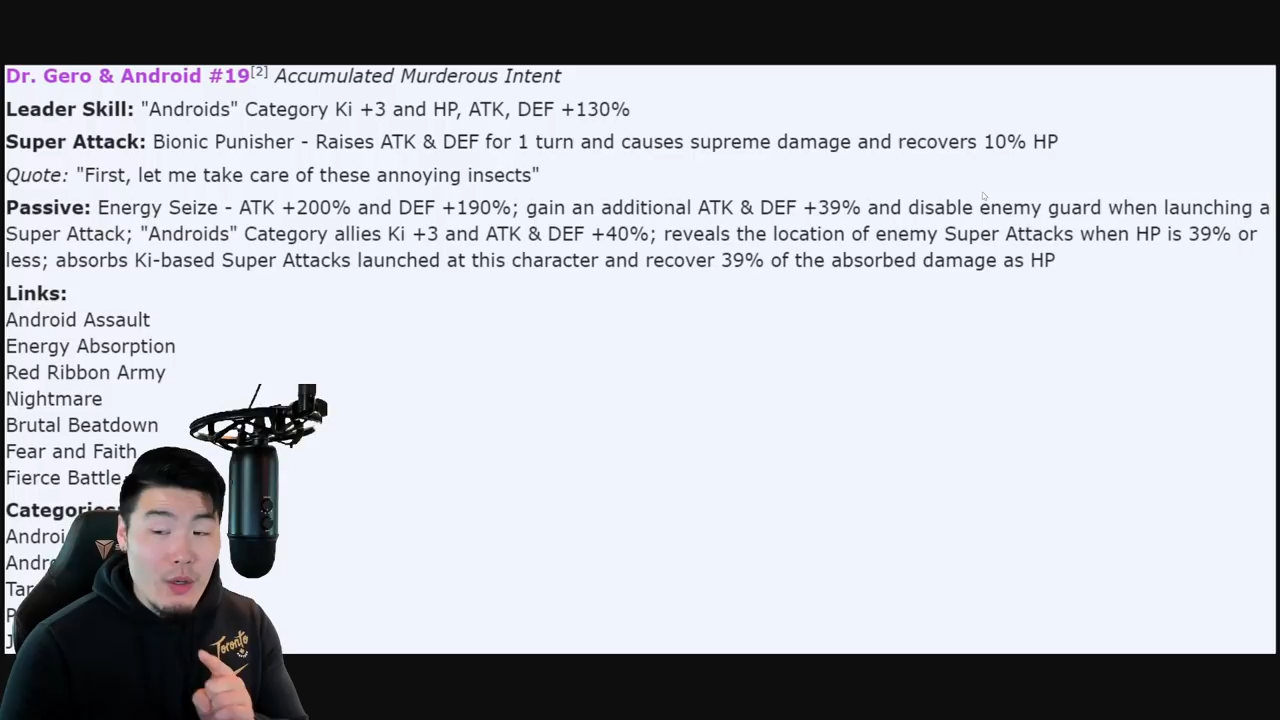 Dr. Gero & Android #19[2] Accumulated Murderous Intent
Leader Skill: "Androids" Category Ki +3 and HP, ATK, DEF +130%
Super Attack: Bionic Punisher - Raises ATK & DEF for 1 turn and causes supreme damage and recovers 10% HP
Quote: "First, let me take care of these annoying insects"
Passive: Energy Seize - ATK +200% and DEF +190%; gain an additional ATK & DEF +39% and disable enemy guard when launching a
Super Attack; "Androids" Category allies Ki +3 and ATK & DEF +40%; reveals the location of enemy Super Attacks when HP is 39% or
less; absorbs Ki-based Super Attacks launched at this character and recover 39% of the absorbed damage as HP
Links:
Android Assault
Energy Absorption
Red Ribbon Army
Nightmare
Brutal Beatdown
Fear and Faith
Fierce Battle
Categories:
Toronto